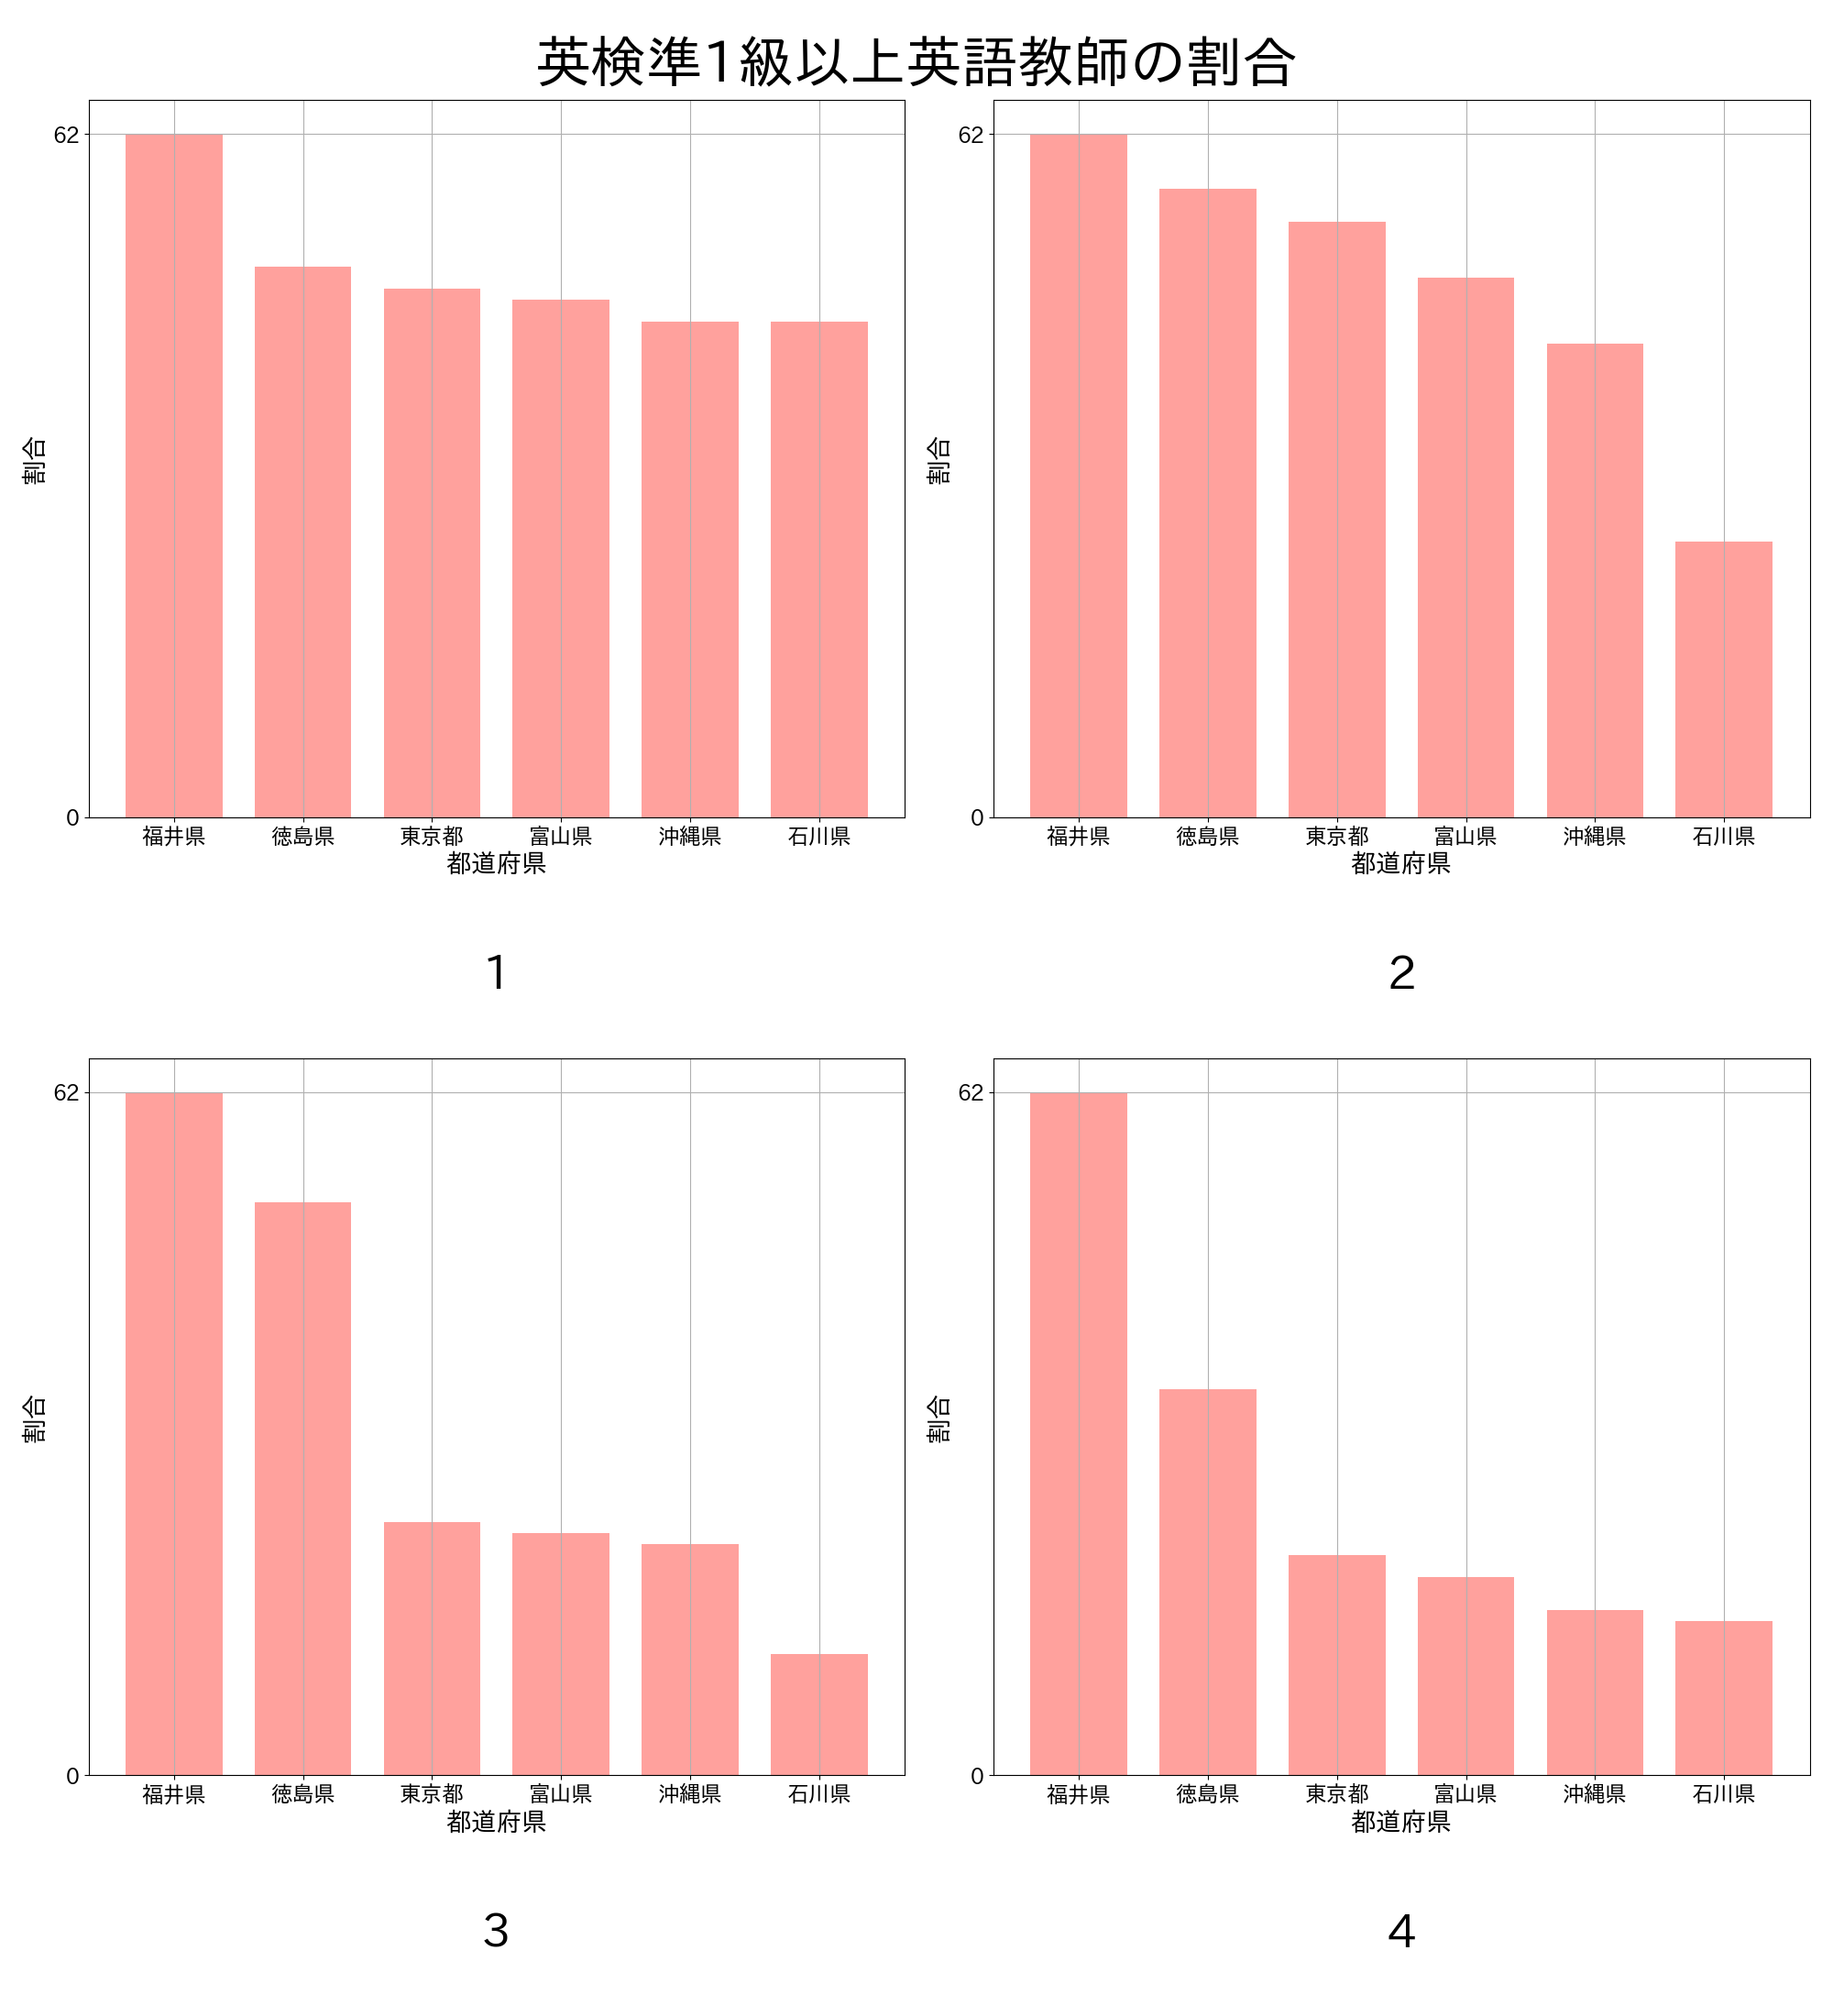 英検準1級以上英語教師の割合
62
0
割合
福井県 徳島県 東京都 富山県 沖縄県 石川県
都道府県
1
62
0
割合
福井県 徳島県 東京都 富山県 沖縄県 石川県
都道府県
2
62
0
割合
福井県 徳島県 東京都 富山県 沖縄県 石川県
都道府県
3
62
0
割合
福井県 徳島県 東京都 富山県 沖縄県 石川県
都道府県
4